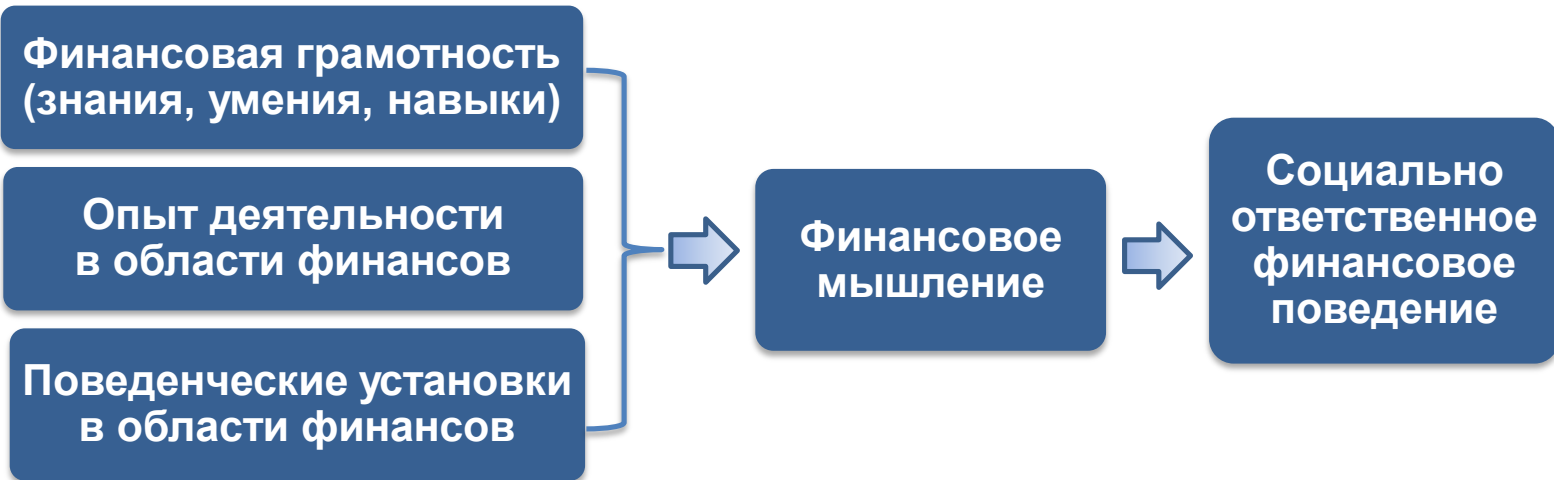 Финансовая грамотность
(знания, умения, навыки)
Опыт деятельности
в области финансов
Поведенческие установки
в области финансов
Финансовое
мышление
Социально
ответственное
финансовое
поведение